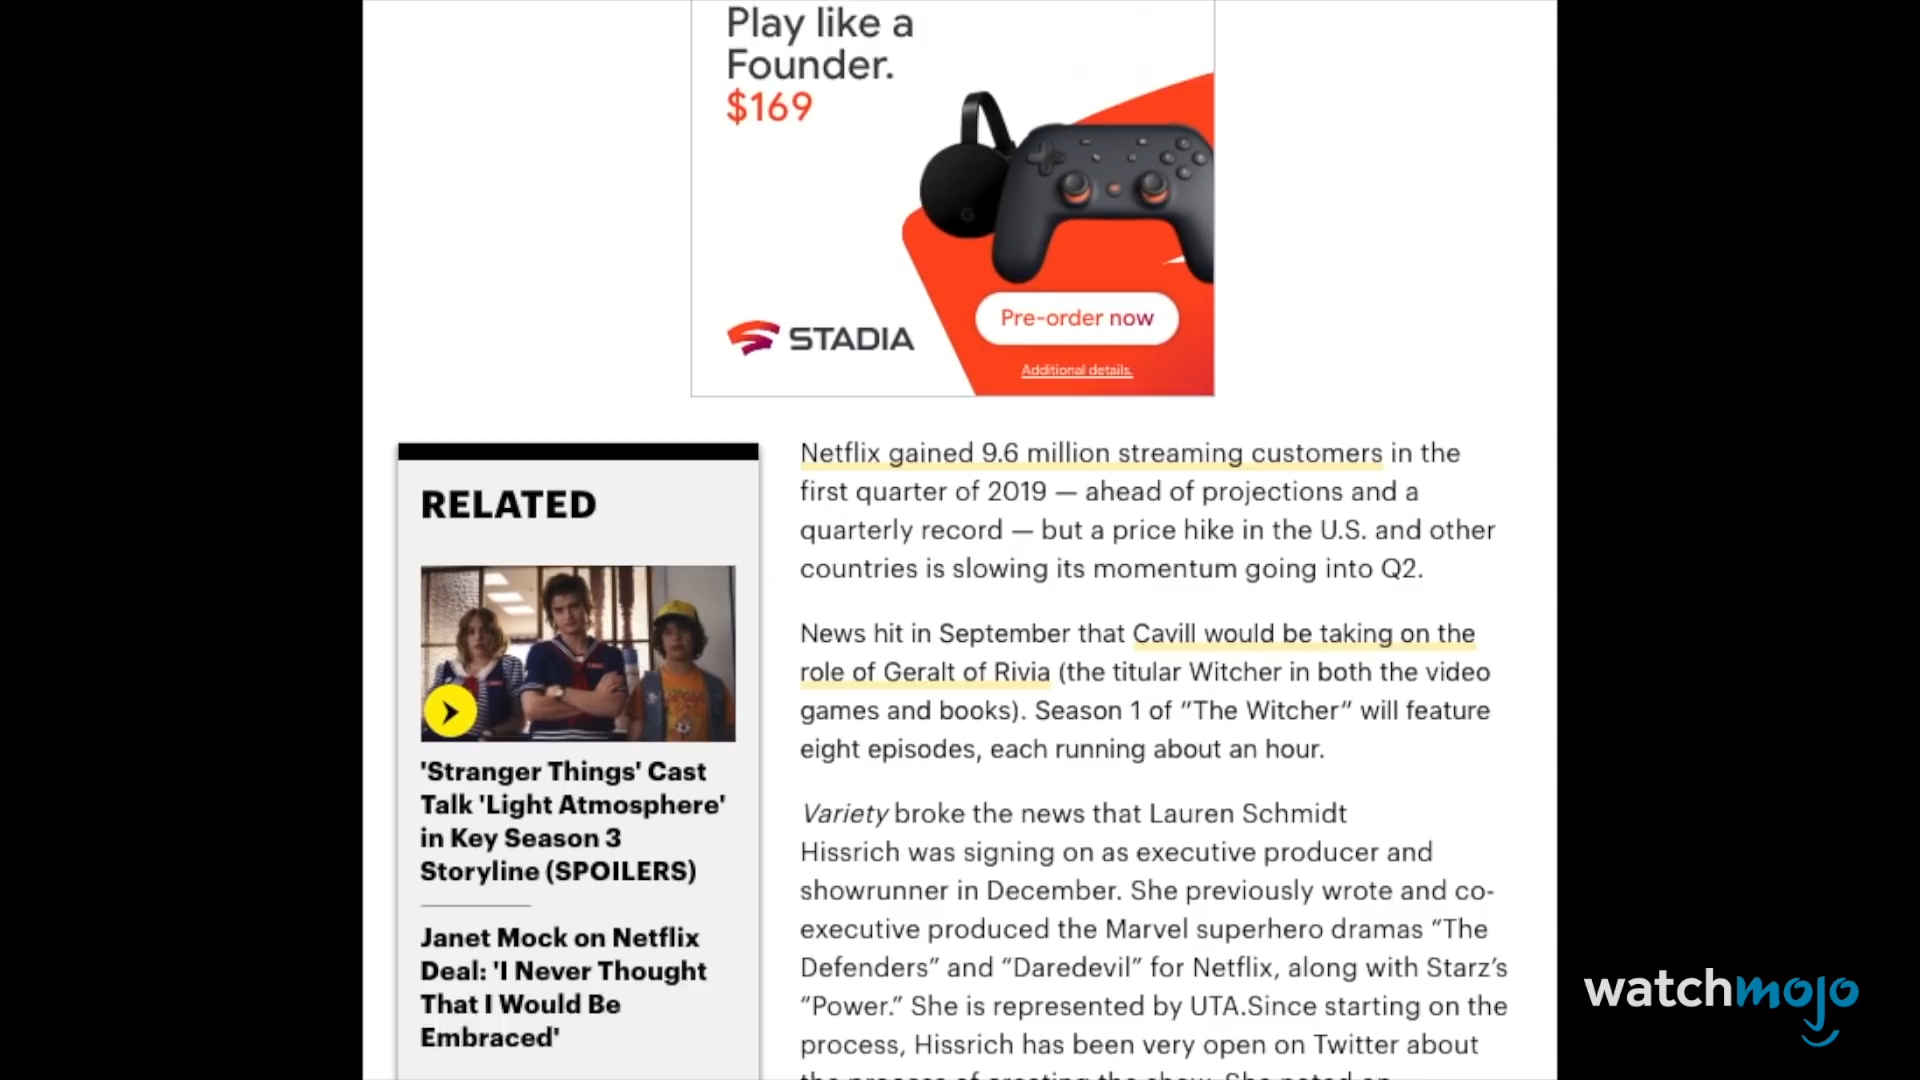 Play like a
Founder.
$169
G
STADIA
Pre-order now
Additional details.
RELATED
'Stranger Things' Cast
Talk 'Light Atmosphere'
in Key Season 3
Storyline (SPOILERS)
Janet Mock on Netflix
Deal: 'I Never Thought
That I Would Be
Embraced'
Netflix gained 9.6 million streaming customers in the
first quarter of 2019 — ahead of projections and a
quarterly record — but a price hike in the U.S. and other
countries is slowing its momentum going into Q2.
News hit in September that Cavill would be taking on the
role of Geralt of Rivia (the titular Witcher in both the video
games and books). Season 1 of “The Witcher” will feature
eight episodes, each running about an hour.
Variety broke the news that Lauren Schmidt
Hissrich was signing on as executive producer and
showrunner in December. She previously wrote and co-
executive produced the Marvel superhero dramas “The
Defenders” and “Daredevil” for Netflix, along with Starz’s
“Power.” She is represented by UTA.Since starting on the
process, Hissrich has been very open on Twitter about
watchmojo